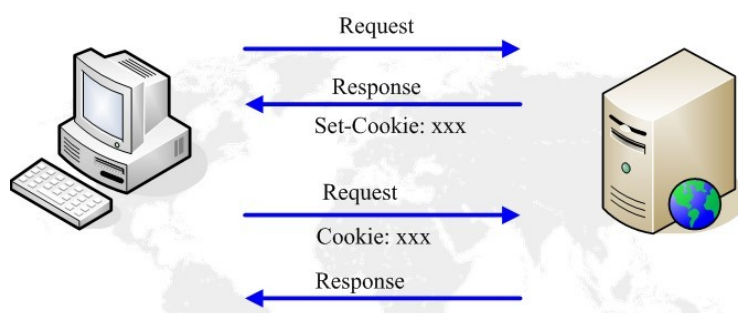 Request
Response
Set-Cookie: xxx
Request
Cookie: xxx
Response